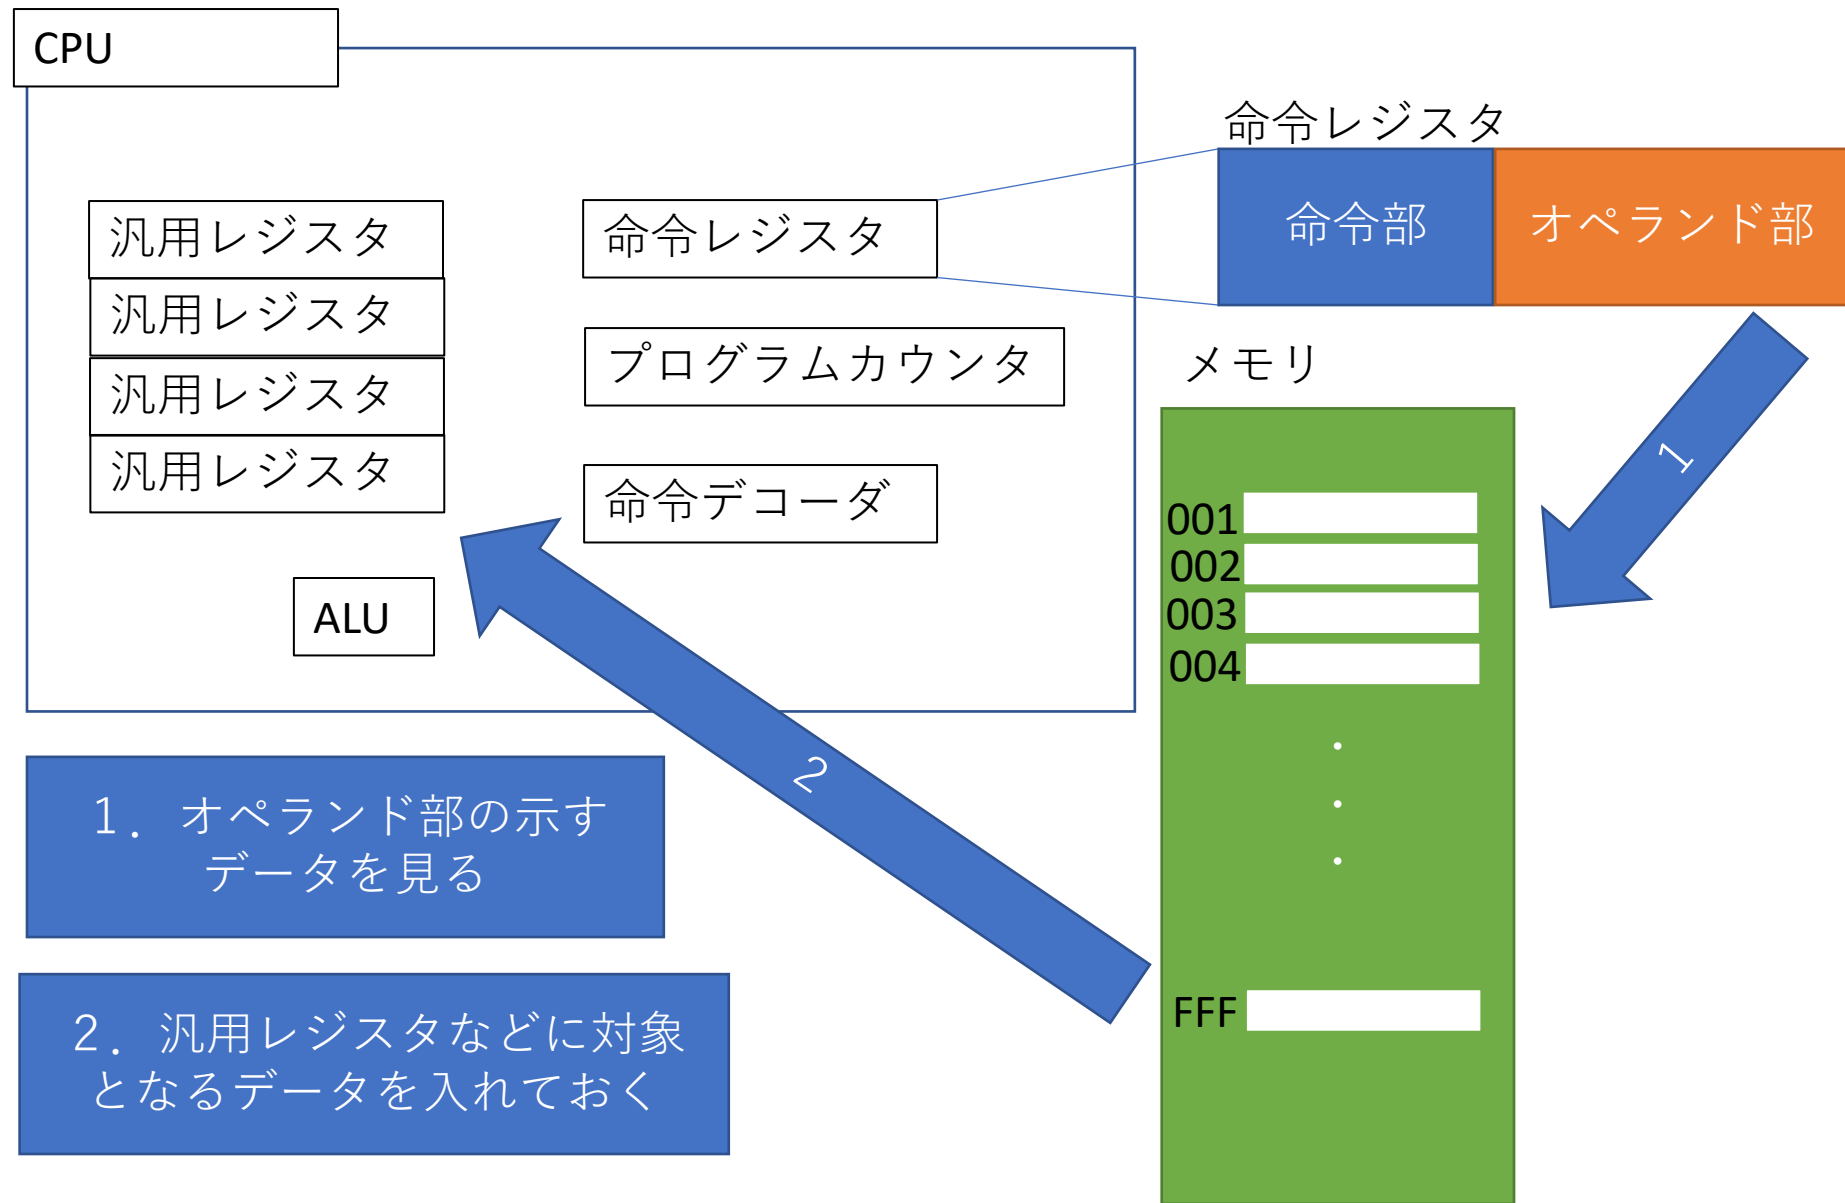 CPU
命令レジスタ
命令部
オペランド部
汎用レジスタ
汎用レジスタ
汎用レジスタ
汎用レジスタ
命令レジスタ
プログラムカウンタ
命令デコーダ
ALU
メモリ
1
001
002
003
004
.
.
.
FFF
2
1．オペランド部の示す
データを見る
2．汎用レジスタなどに対象
となるデータを入れておく